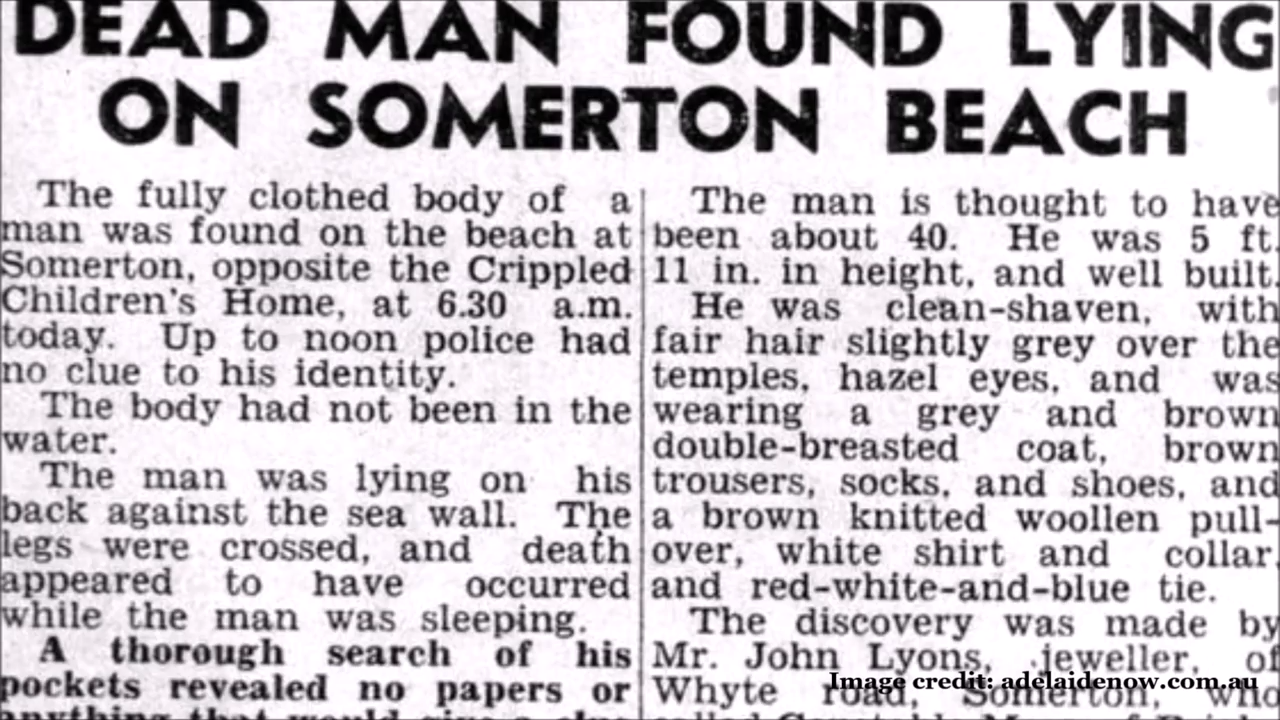 DEAD MAN FOUND LYING
ON SOMERTON BEACH
The fully clothed body of a
man was found on the beach at
Somerton, opposite the Crippled
Children's Home, at 6.30 a.m.
today. Up to noon police had
no clue to his identity.
The body had not been in the
water.
The man was lying on his
back against the sea wall. The
legs were crossed, and death
appeared to have occurred
while the man was sleeping.
A thorough search of his
pockets revealed no papers or
anything that would give a clue
The man is thought to have
been about 40. He was 5 ft.
11 in. in height, and well built.
He was clean-shaven, with
fair hair slightly grey over the
temples, hazel eyes, and was
wearing a grey and brown
double-breasted coat, brown
trousers, socks, and shoes, and
a brown knitted woollen pull-
over, white shirt and collar,
and red-white-and-blue tie.
The discovery was made by
Mr. John Lyons, jeweller, of
Whyte road, Somerton, who
called Constable
Image credit: adelaidenow.com.au